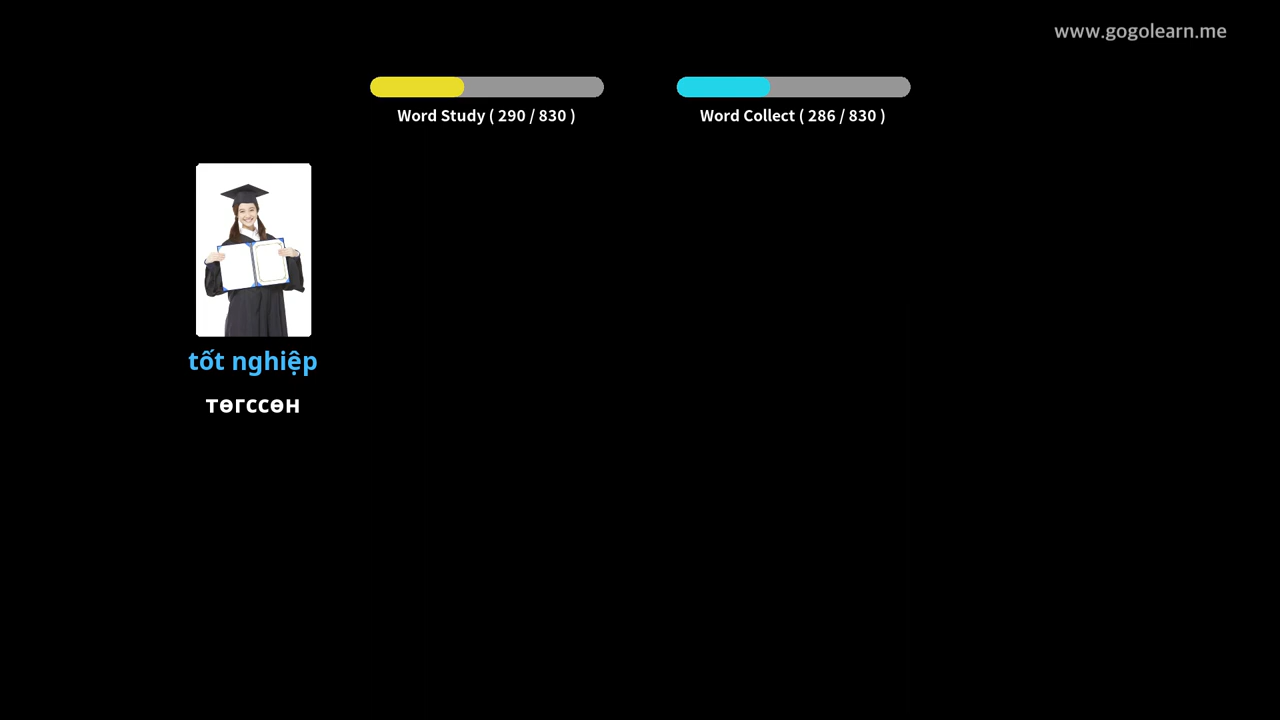 www.gogolearn.me
Word Study ( 290 / 830 )
Word Collect ( 286 / 830 )
tốt nghiệp
төгссөн